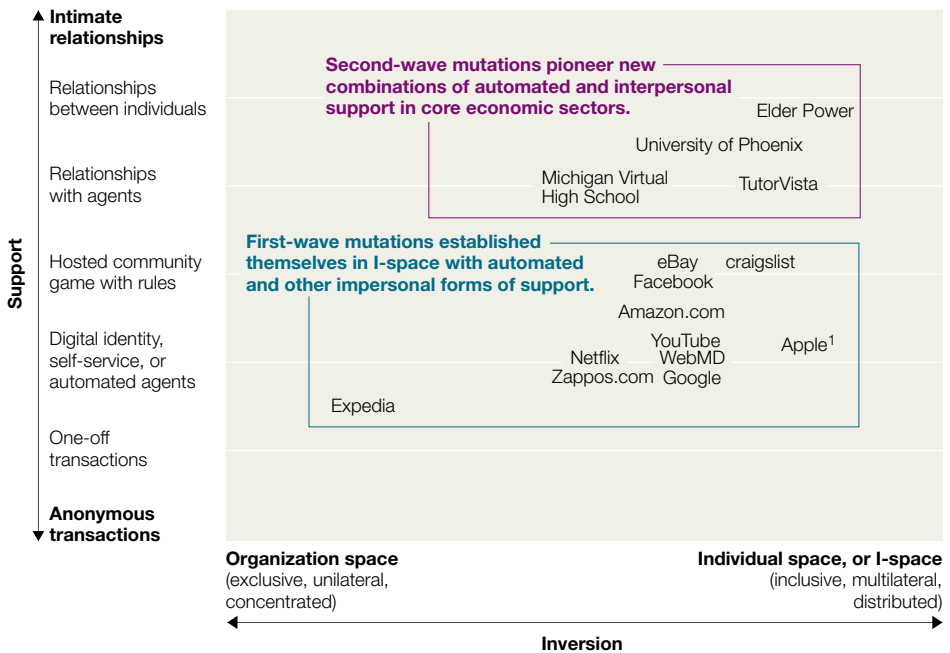 Intimate
relationships
Relationships
between individuals
Relationships
with agents
Hosted community
game with rules
Digital identity,
self-service, or
automated agents
One-off
transactions
Anonymous
transactions
Support
Second-wave mutations pioneer new
combinations of automated and interpersonal
support in core economic sectors.
Elder Power
University of Phoenix
Michigan Virtual
High School
TutorVista
First-wave mutations established
themselves in I-space with automated
and other impersonal forms of support.
eBay
craigslist
Facebook
Amazon.com
YouTube
Apple¹
Netflix
WebMD
Zappos.com
Google
Expedia
Organization space
(exclusive, unilateral,
concentrated)
Individual space, or I-space
(inclusive, multilateral,
distributed)
Inversion